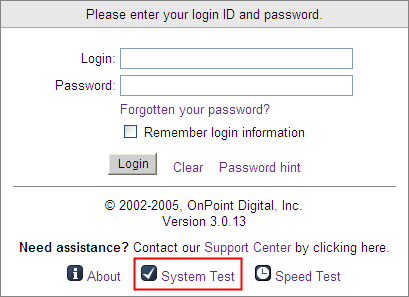 Please enter your login ID and password.
Login:
Password:
Forgotten your password?
Remember login information
Login Clear Password hint
© 2002-2005, OnPoint Digital, Inc.
Version 3.0.13
Need assistance? Contact our Support Center by clicking here.
About System Test Speed Test